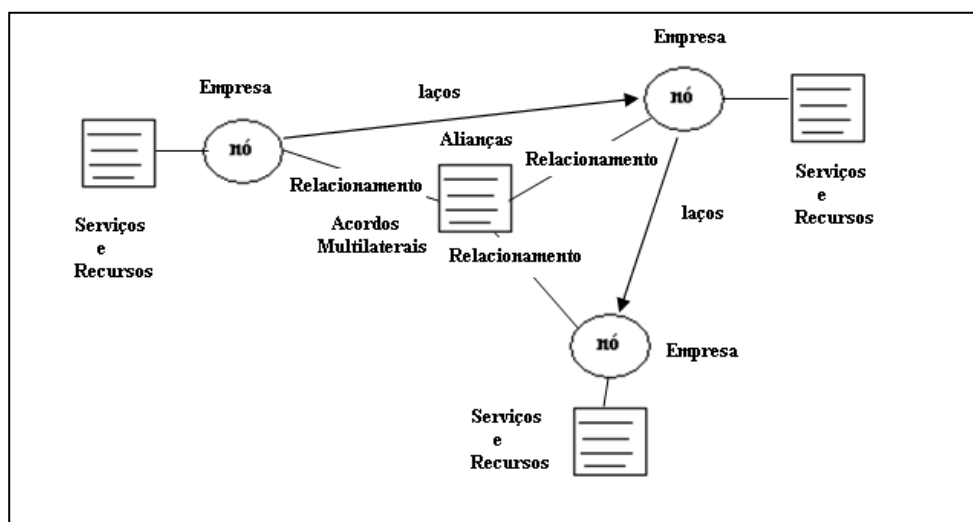 Empresa
nó
Serviços
e
Recursos
Empresa
nó
laços
Alianças
Relacionamento
Relacionamento
Serviços
e
Recursos
Acordos
Multilaterais
Relacionamento
laços
nó
Empresa
Serviços
e
Recursos